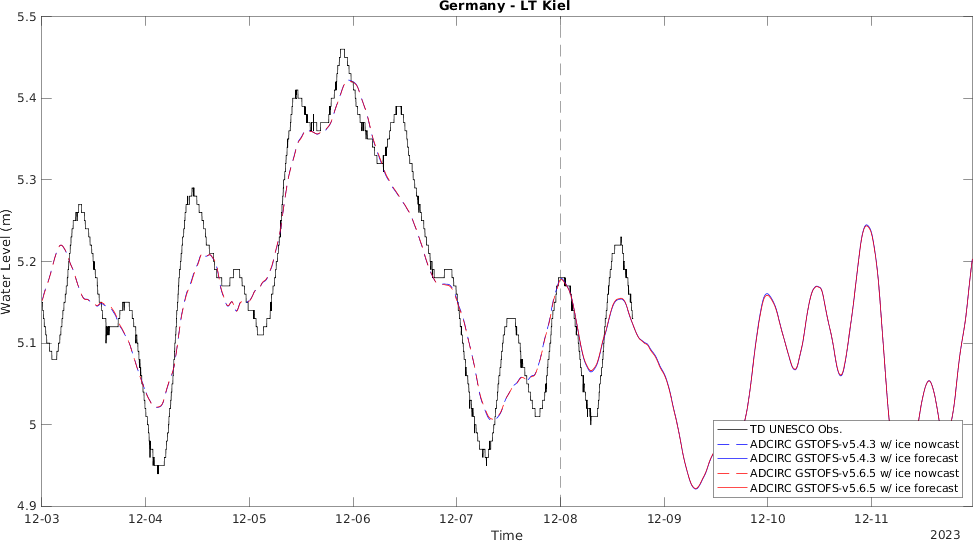 Germany - LT Kiel
5.5
5.4
5.3
5.2
5.1
5
4.9
Water Level (m)
TD UNESCO Obs.
ADCIRC GSTOFS-v5.4.3 w/ ice nowcast
ADCIRC GSTOFS-v5.4.3 w/ ice forecast
ADCIRC GSTOFS-v5.6.5 w/ ice nowcast
ADCIRC GSTOFS-v5.6.5 w/ ice forecast
12-03 12-04 12-05 12-06 12-07 12-08 12-09 12-10 12-11
Time
2023